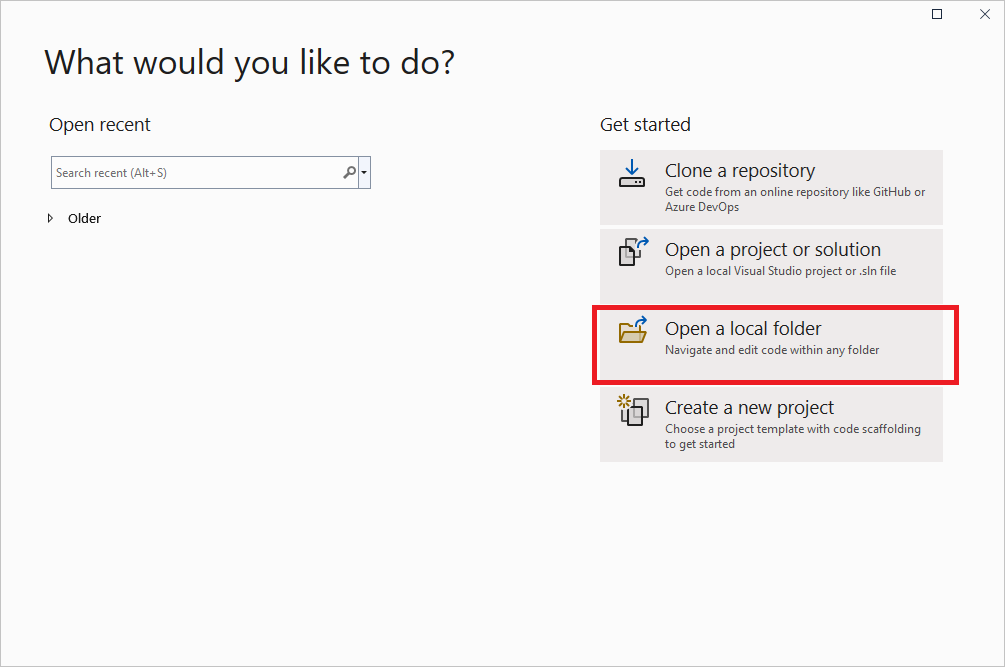 What would you like to do?
Open recent
Search recent (Alt+S)
Older
Get started
Clone a repository
Get code from an online repository like GitHub or
Azure DevOps
Open a project or solution
Open a local Visual Studio project or .sln file
Open a local folder
Navigate and edit code within any folder
Create a new project
Choose a project template with code scaffolding
to get started